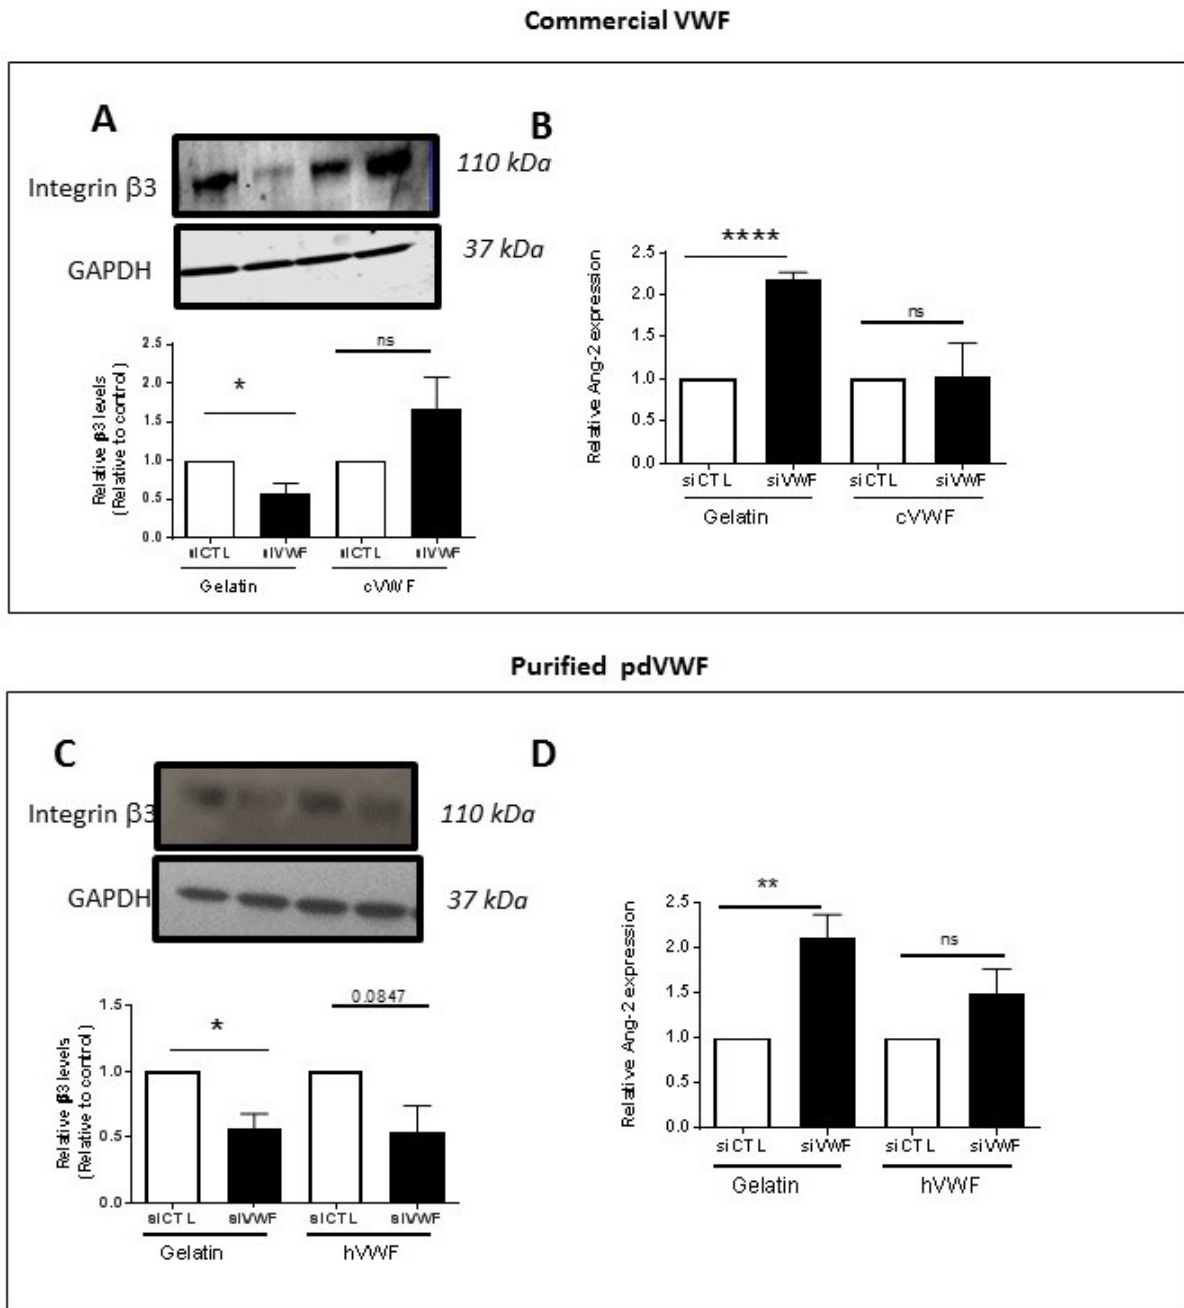 Commercial VWF
A
Integrin β3
110 kDa
GAPDH
37 kDa
Relative β3 levels
(Relative to control)
2.5
2.0
1.5
1.0
0.5
0.0
*
ns
siCTL siVWF siCTL siVWF
Gelatin cVWF
B
Relative Ang-2 expression
2.5
2.0
1.5
1.0
0.5
0.0
****
ns
siCTL siVWF siCTL siVWF
Gelatin cVWF
Purified pdVWF
C
Integrin β3
110 kDa
GAPDH
37 kDa
Relative β3 levels
(Relative to control)
1.5
1.0
0.5
0.0
*
0.0847
siCTL siVWF siCTL siVWF
Gelatin hVWF
D
Relative Ang-2 expression
2.5
2.0
1.5
1.0
0.5
0.0
**
ns
siCTL siVWF siCTL siVWF
Gelatin hVWF